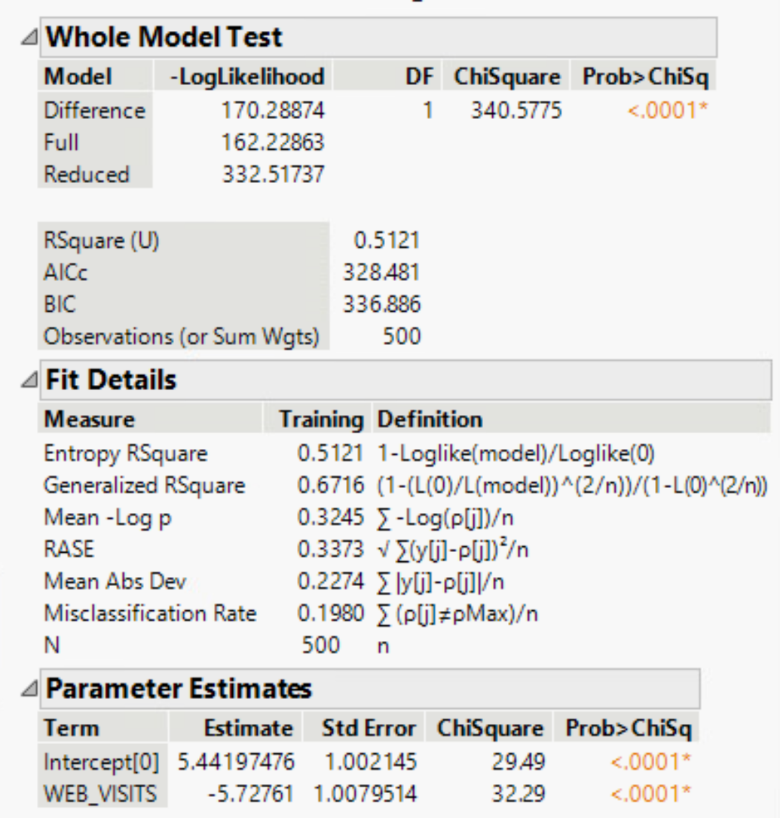 Whole Model Test
Model -LogLikelihood DF ChiSquare Prob>ChiSq
Difference 170.28874 1 340.5775 <.0001*
Full 162.22863
Reduced 332.51737
RSquare (U) 0.5121
AICc 328.481
BIC 336.886
Observations (or Sum Wgts) 500
Fit Details
Measure Training Definition
Entropy RSquare 0.5121 1-Loglike(model)/Loglike(0)
Generalized RSquare 0.6716 (1-(L(0)/L(model))^(2/n))/(1-L(0)^(2/n))
Mean -Log p 0.3245 ∑ -Log(ρ[j])/n
RASE 0.3373 √ ∑(y[j]-ρ[j])²/n
Mean Abs Dev 0.2274 ∑ |y[j]-ρ[j]|/n
Misclassification Rate 0.1980 ∑ (ρ[j]≠ρMax)/n
N 500 n
Parameter Estimates
Term Estimate Std Error ChiSquare Prob>ChiSq
Intercept[0] 5.44197476 1.002145 29.49 <.0001*
WEB_VISITS -5.72761 1.0079514 32.29 <.0001*